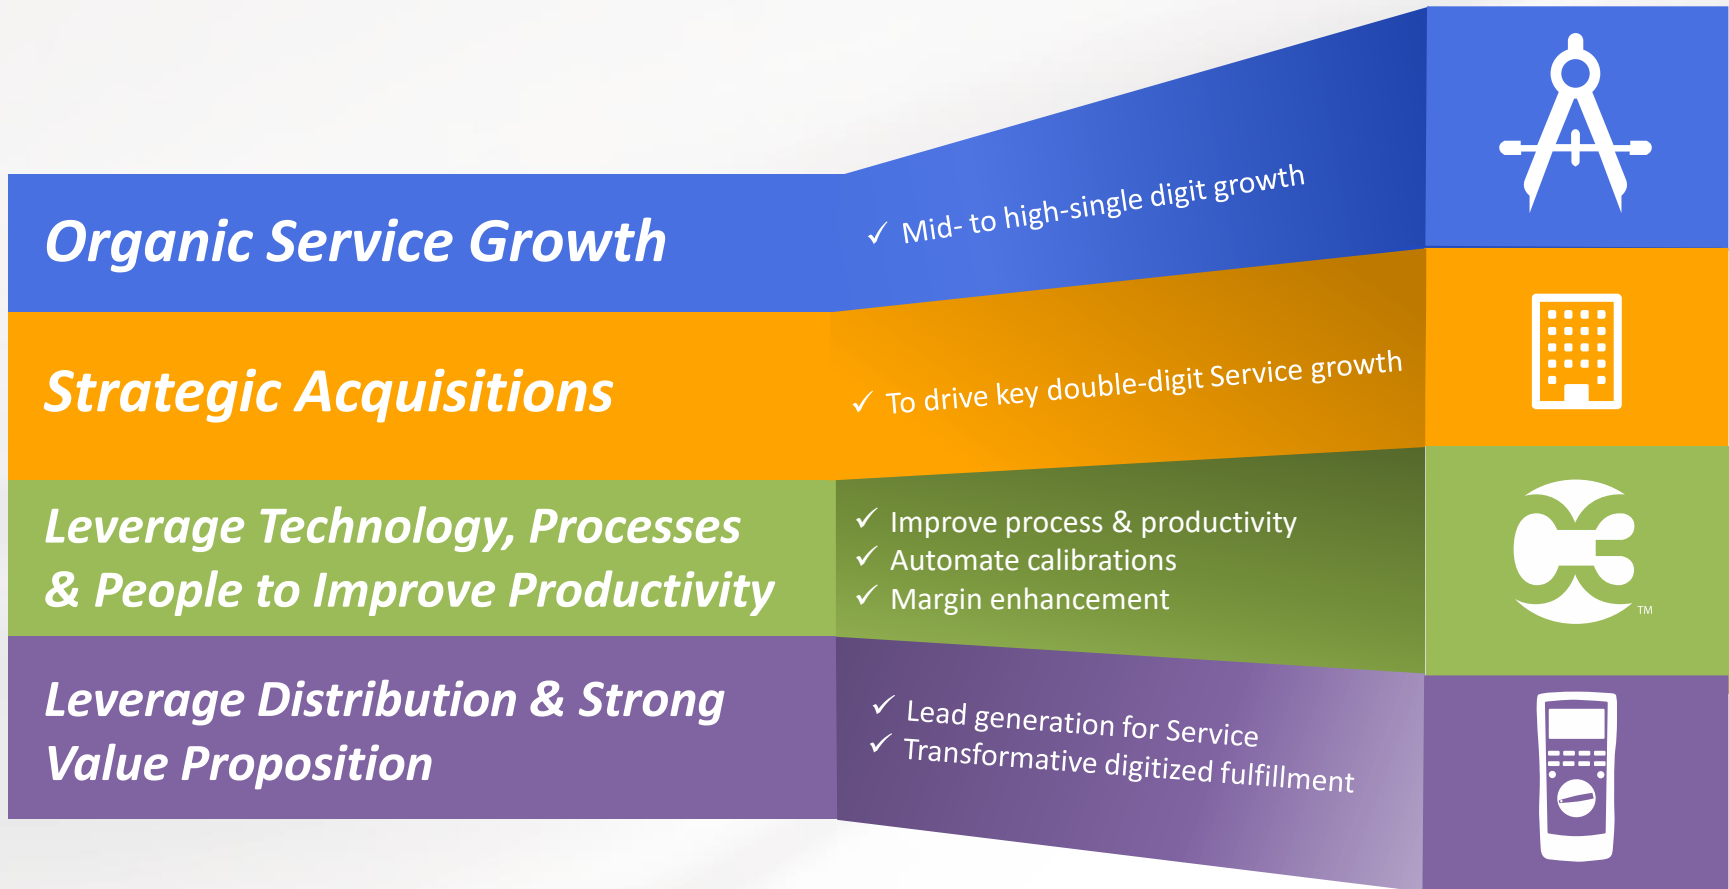 Organic Service Growth
✓ Mid- to high-single digit growth
Strategic Acquisitions
✓ To drive key double-digit Service growth
Leverage Technology, Processes
& People to Improve Productivity
✓ Improve process & productivity
✓ Automate calibrations
✓ Margin enhancement
TM
Leverage Distribution & Strong
Value Proposition
✓ Lead generation for Service
✓ Transformative digitized fulfillment